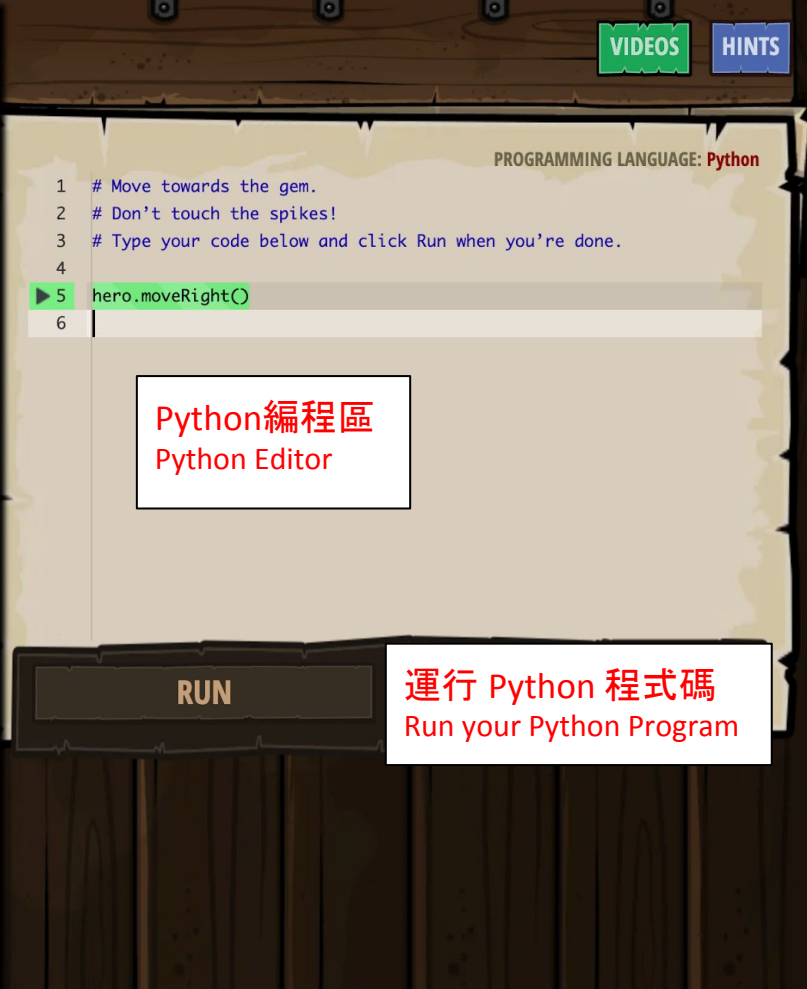 VIDEOS HINTS
PROGRAMMING LANGUAGE: Python
1 # Move towards the gem.
2 # Don't touch the spikes!
3 # Type your code below and click Run when you're done.
4
5 hero.moveRight()
6
Python編程區
Python Editor
RUN
運行 Python 程式碼
Run your Python Program